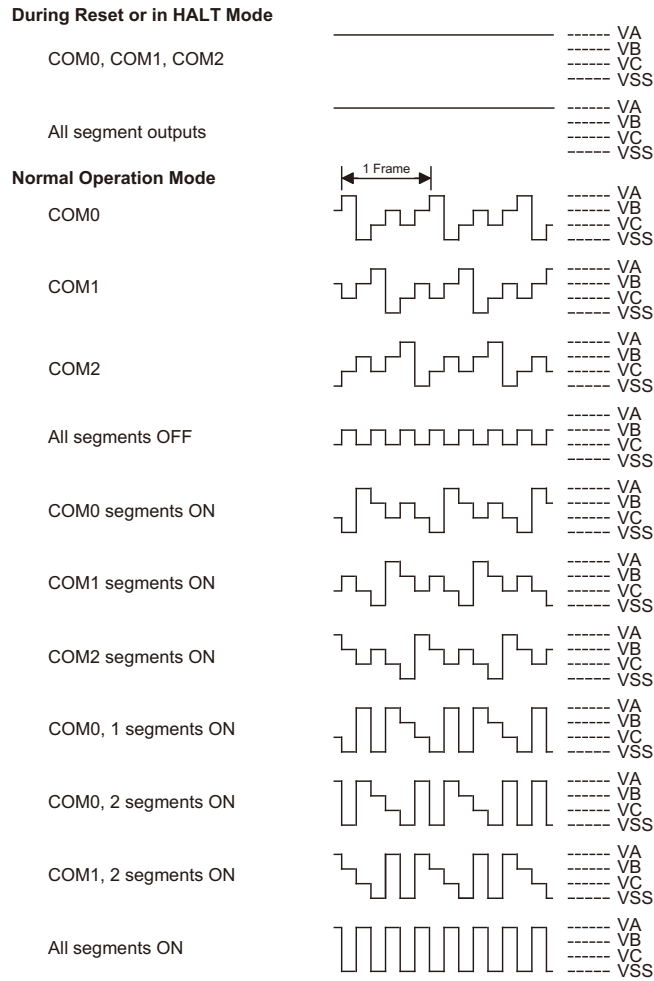 During Reset or in HALT Mode
COM0, COM1, COM2
VA
VB
VC
VSS
All segment outputs
VA
VB
VC
VSS
Normal Operation Mode
1 Frame
COM0
VA
VB
VC
VSS
COM1
VA
VB
VC
VSS
COM2
VA
VB
VC
VSS
All segments OFF
VA
VB
VC
VSS
COM0 segments ON
VA
VB
VC
VSS
COM1 segments ON
VA
VB
VC
VSS
COM2 segments ON
VA
VB
VC
VSS
COM0, 1 segments ON
VA
VB
VC
VSS
COM0, 2 segments ON
VA
VB
VC
VSS
COM1, 2 segments ON
VA
VB
VC
VSS
All segments ON
VA
VB
VC
VSS